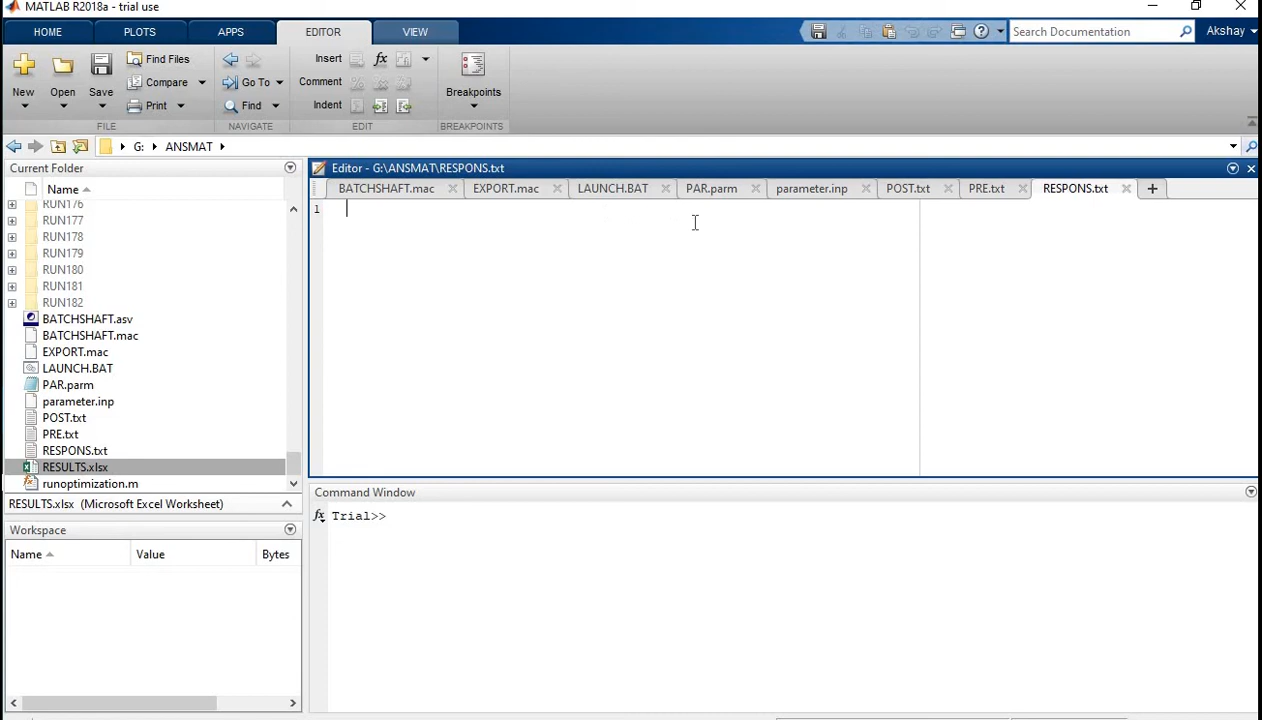 MATLAB R2018a - trial use
HOME PLOTS APPS EDITOR VIEW Search Documentation Akshay
New Open Save Find Files Compare Print Go To Find Insert fx Comment Indent Breakpoints
FILE NAVIGATE EDIT BREAKPOINTS
G: ANSMAT
Current Folder
Name
RUN176
RUN177
RUN178
RUN179
RUN180
RUN181
RUN182
BATCHSHAFT.asv
BATCHSHAFT.mac
EXPORT.mac
LAUNCH.BAT
PAR.parm
parameter.inp
POST.txt
PRE.txt
RESPONS.txt
RESULTS.xlsx
runoptimization.m
RESULTS.xlsx (Microsoft Excel Worksheet)
Workspace
Name Value Bytes
Editor - G:\ANSMAT\RESPONS.txt
BATCHSHAFT.mac EXPORT.mac LAUNCH.BAT PAR.parm parameter.inp POST.txt PRE.txt RESPONS.txt
1
Command Window
fx Trial>>